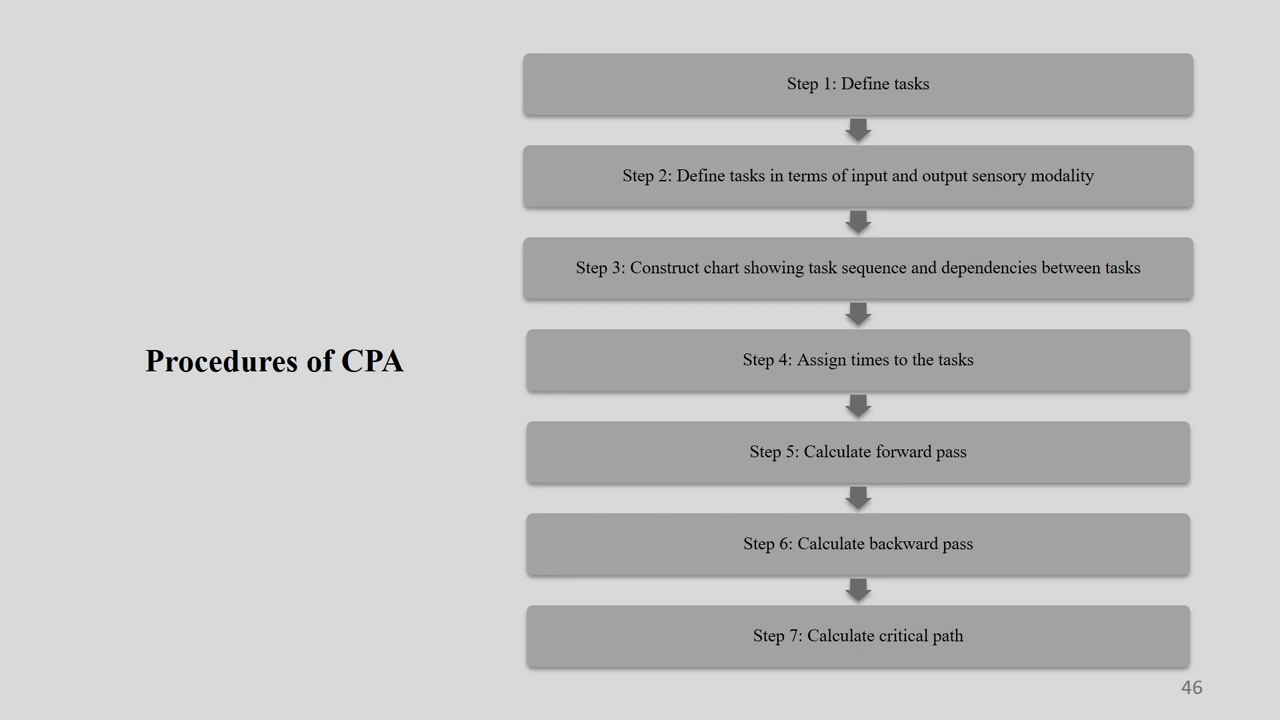 Procedures of CPA
Step 1: Define tasks
Step 2: Define tasks in terms of input and output sensory modality
Step 3: Construct chart showing task sequence and dependencies between tasks
Step 4: Assign times to the tasks
Step 5: Calculate forward pass
Step 6: Calculate backward pass
Step 7: Calculate critical path
46